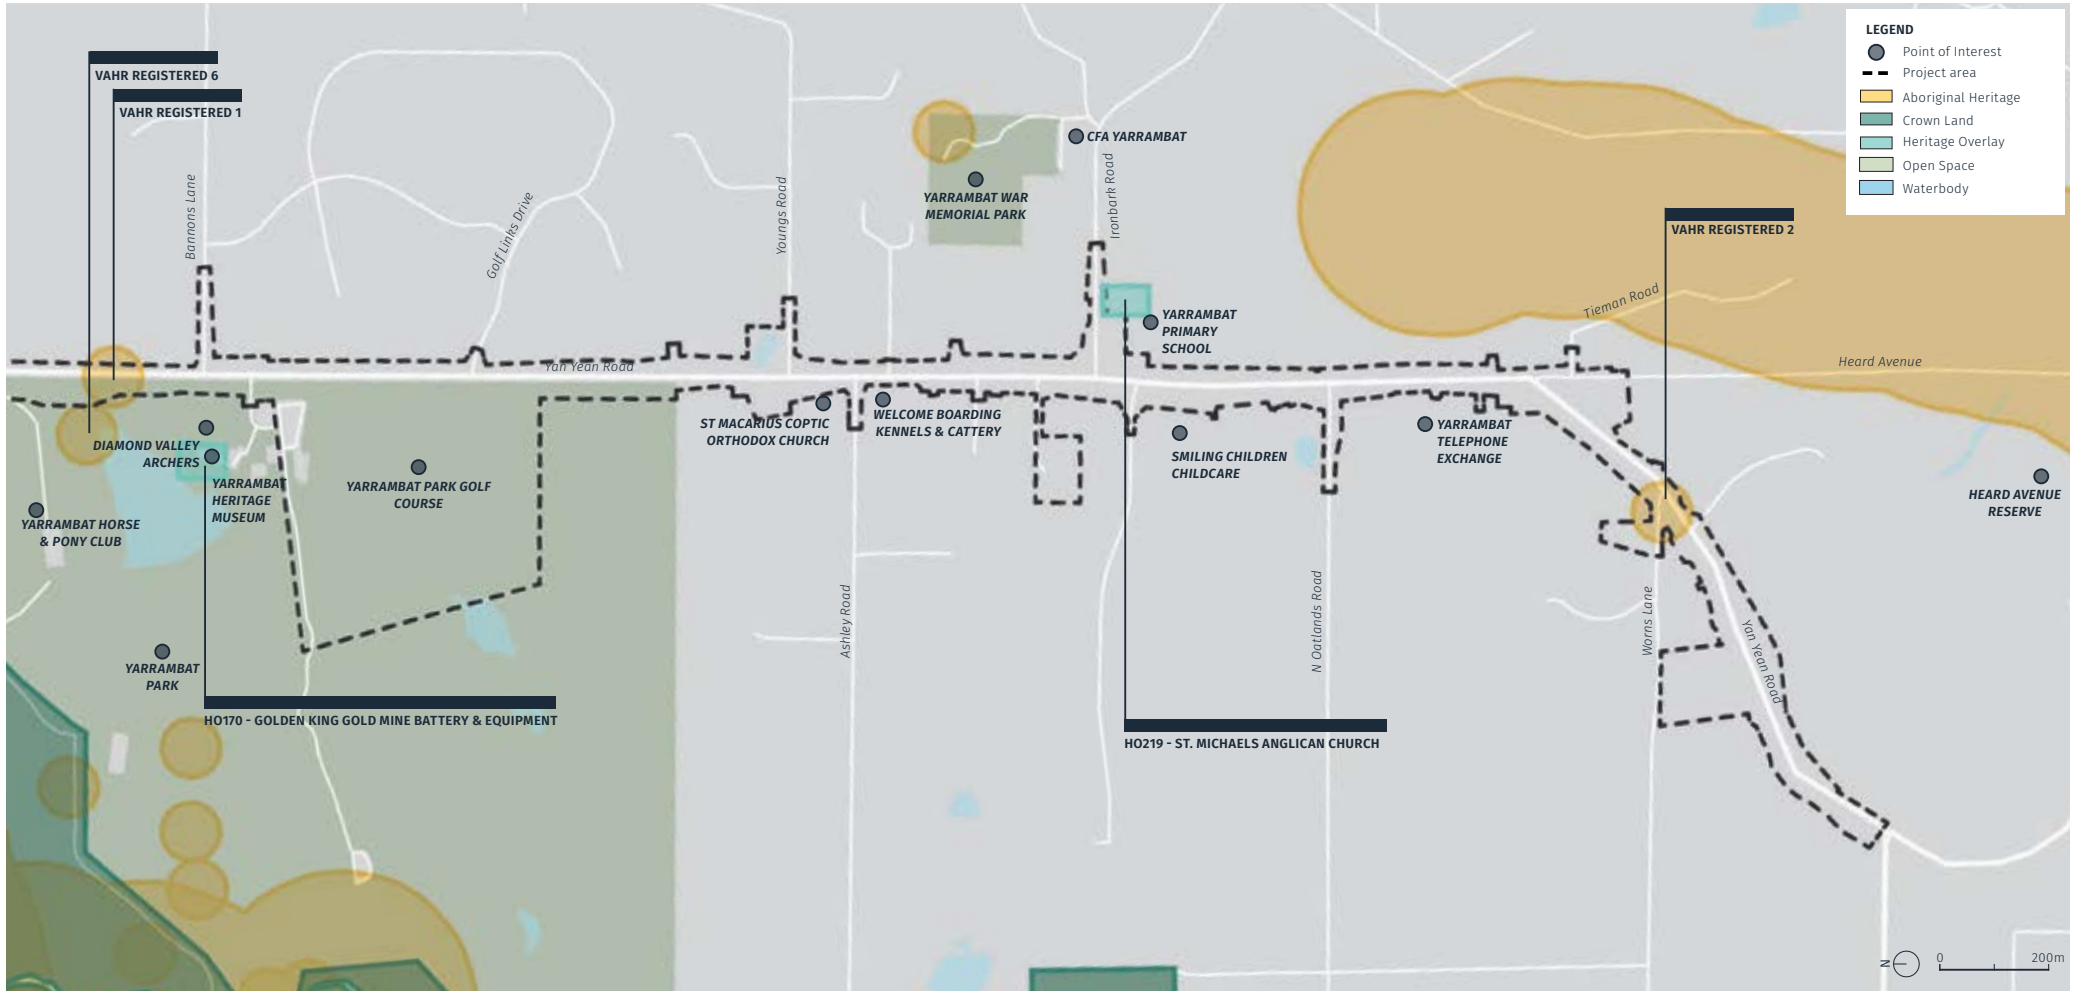 VAHR REGISTERED 6
VAHR REGISTERED 1
LEGEND
Point of Interest
Project area
Aboriginal Heritage
Crown Land
Heritage Overlay
Open Space
Waterbody
CFA YARRAMBAT
Bannons Lane
Golf Links Drive
Youngs Road
Ironbark Road
YARRAMBAT WAR
MEMORIAL PARK
VAHR REGISTERED 2
Tieman Road
YARRAMBAT
PRIMARY
SCHOOL
Yan Yean Road
Heard Avenue
ST MACARIUS COPTIC
ORTHODOX CHURCH
WELCOME BOARDING
KENNELS & CATTERY
SMILING CHILDREN
CHILDCARE
YARRAMBAT
TELEPHONE
EXCHANGE
DIAMOND VALLEY
ARCHERS
YARRAMBAT
HERITAGE
MUSEUM
YARRAMBAT PARK GOLF
COURSE
YARRAMBAT HORSE
& PONY CLUB
HEARD AVENUE
RESERVE
Ashley Road
N Oatlands Road
Worns Lane
Yan Yean Road
YARRAMBAT
PARK
HO170 - GOLDEN KING GOLD MINE BATTERY & EQUIPMENT
HO219 - ST. MICHAELS ANGLICAN CHURCH
N
0
200m